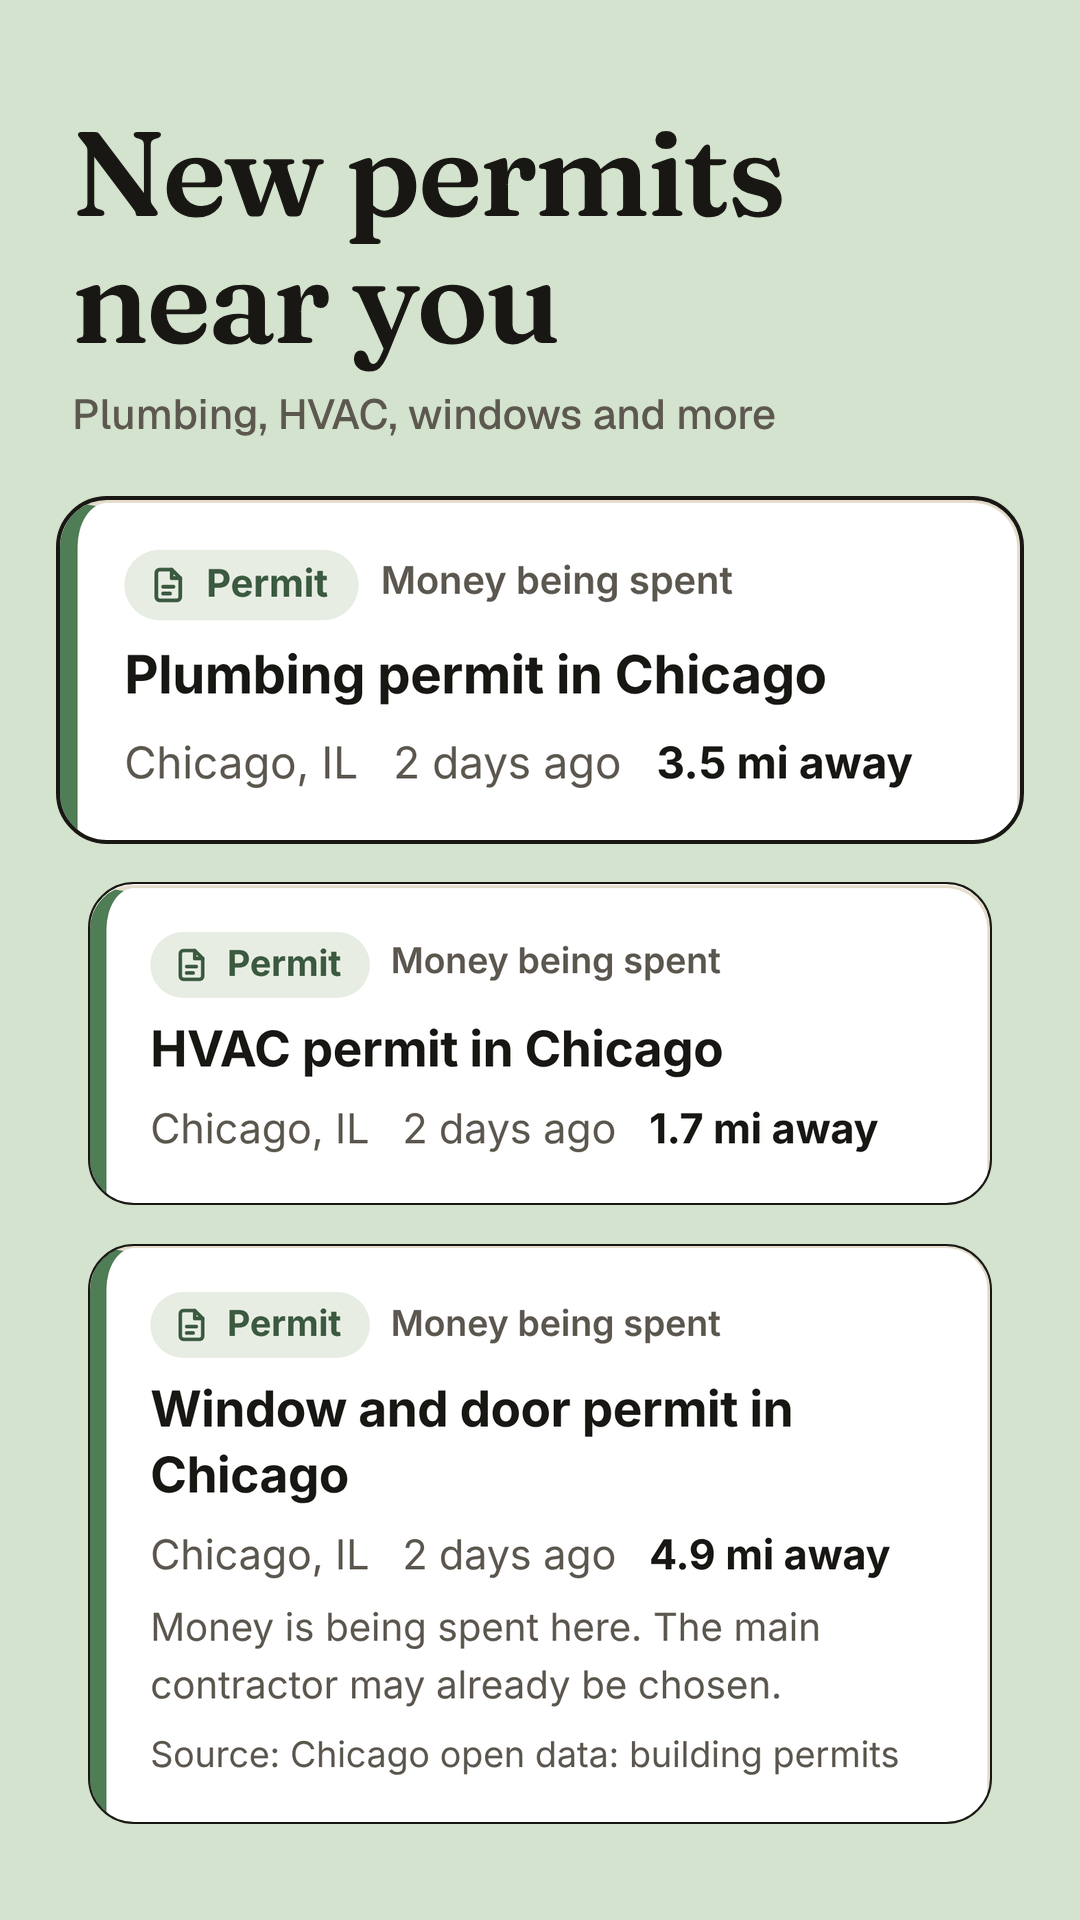 New permits
near you
Plumbing, HVAC, windows and more
Permit Money being spent
Plumbing permit in Chicago
Chicago, IL 2 days ago 3.5 mi away
Permit Money being spent
HVAC permit in Chicago
Chicago, IL 2 days ago 1.7 mi away
Permit Money being spent
Window and door permit in
Chicago
Chicago, IL 2 days ago 4.9 mi away
Money is being spent here. The main
contractor may already be chosen.
Source: Chicago open data: building permits